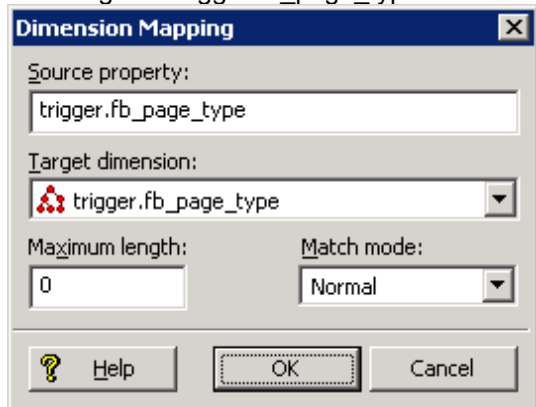 Dimension Mapping
Source property:
trigger.fb_page_type
Target dimension:
trigger.fb_page_type
Maximum length: Match mode:
0 Normal
Help OK Cancel